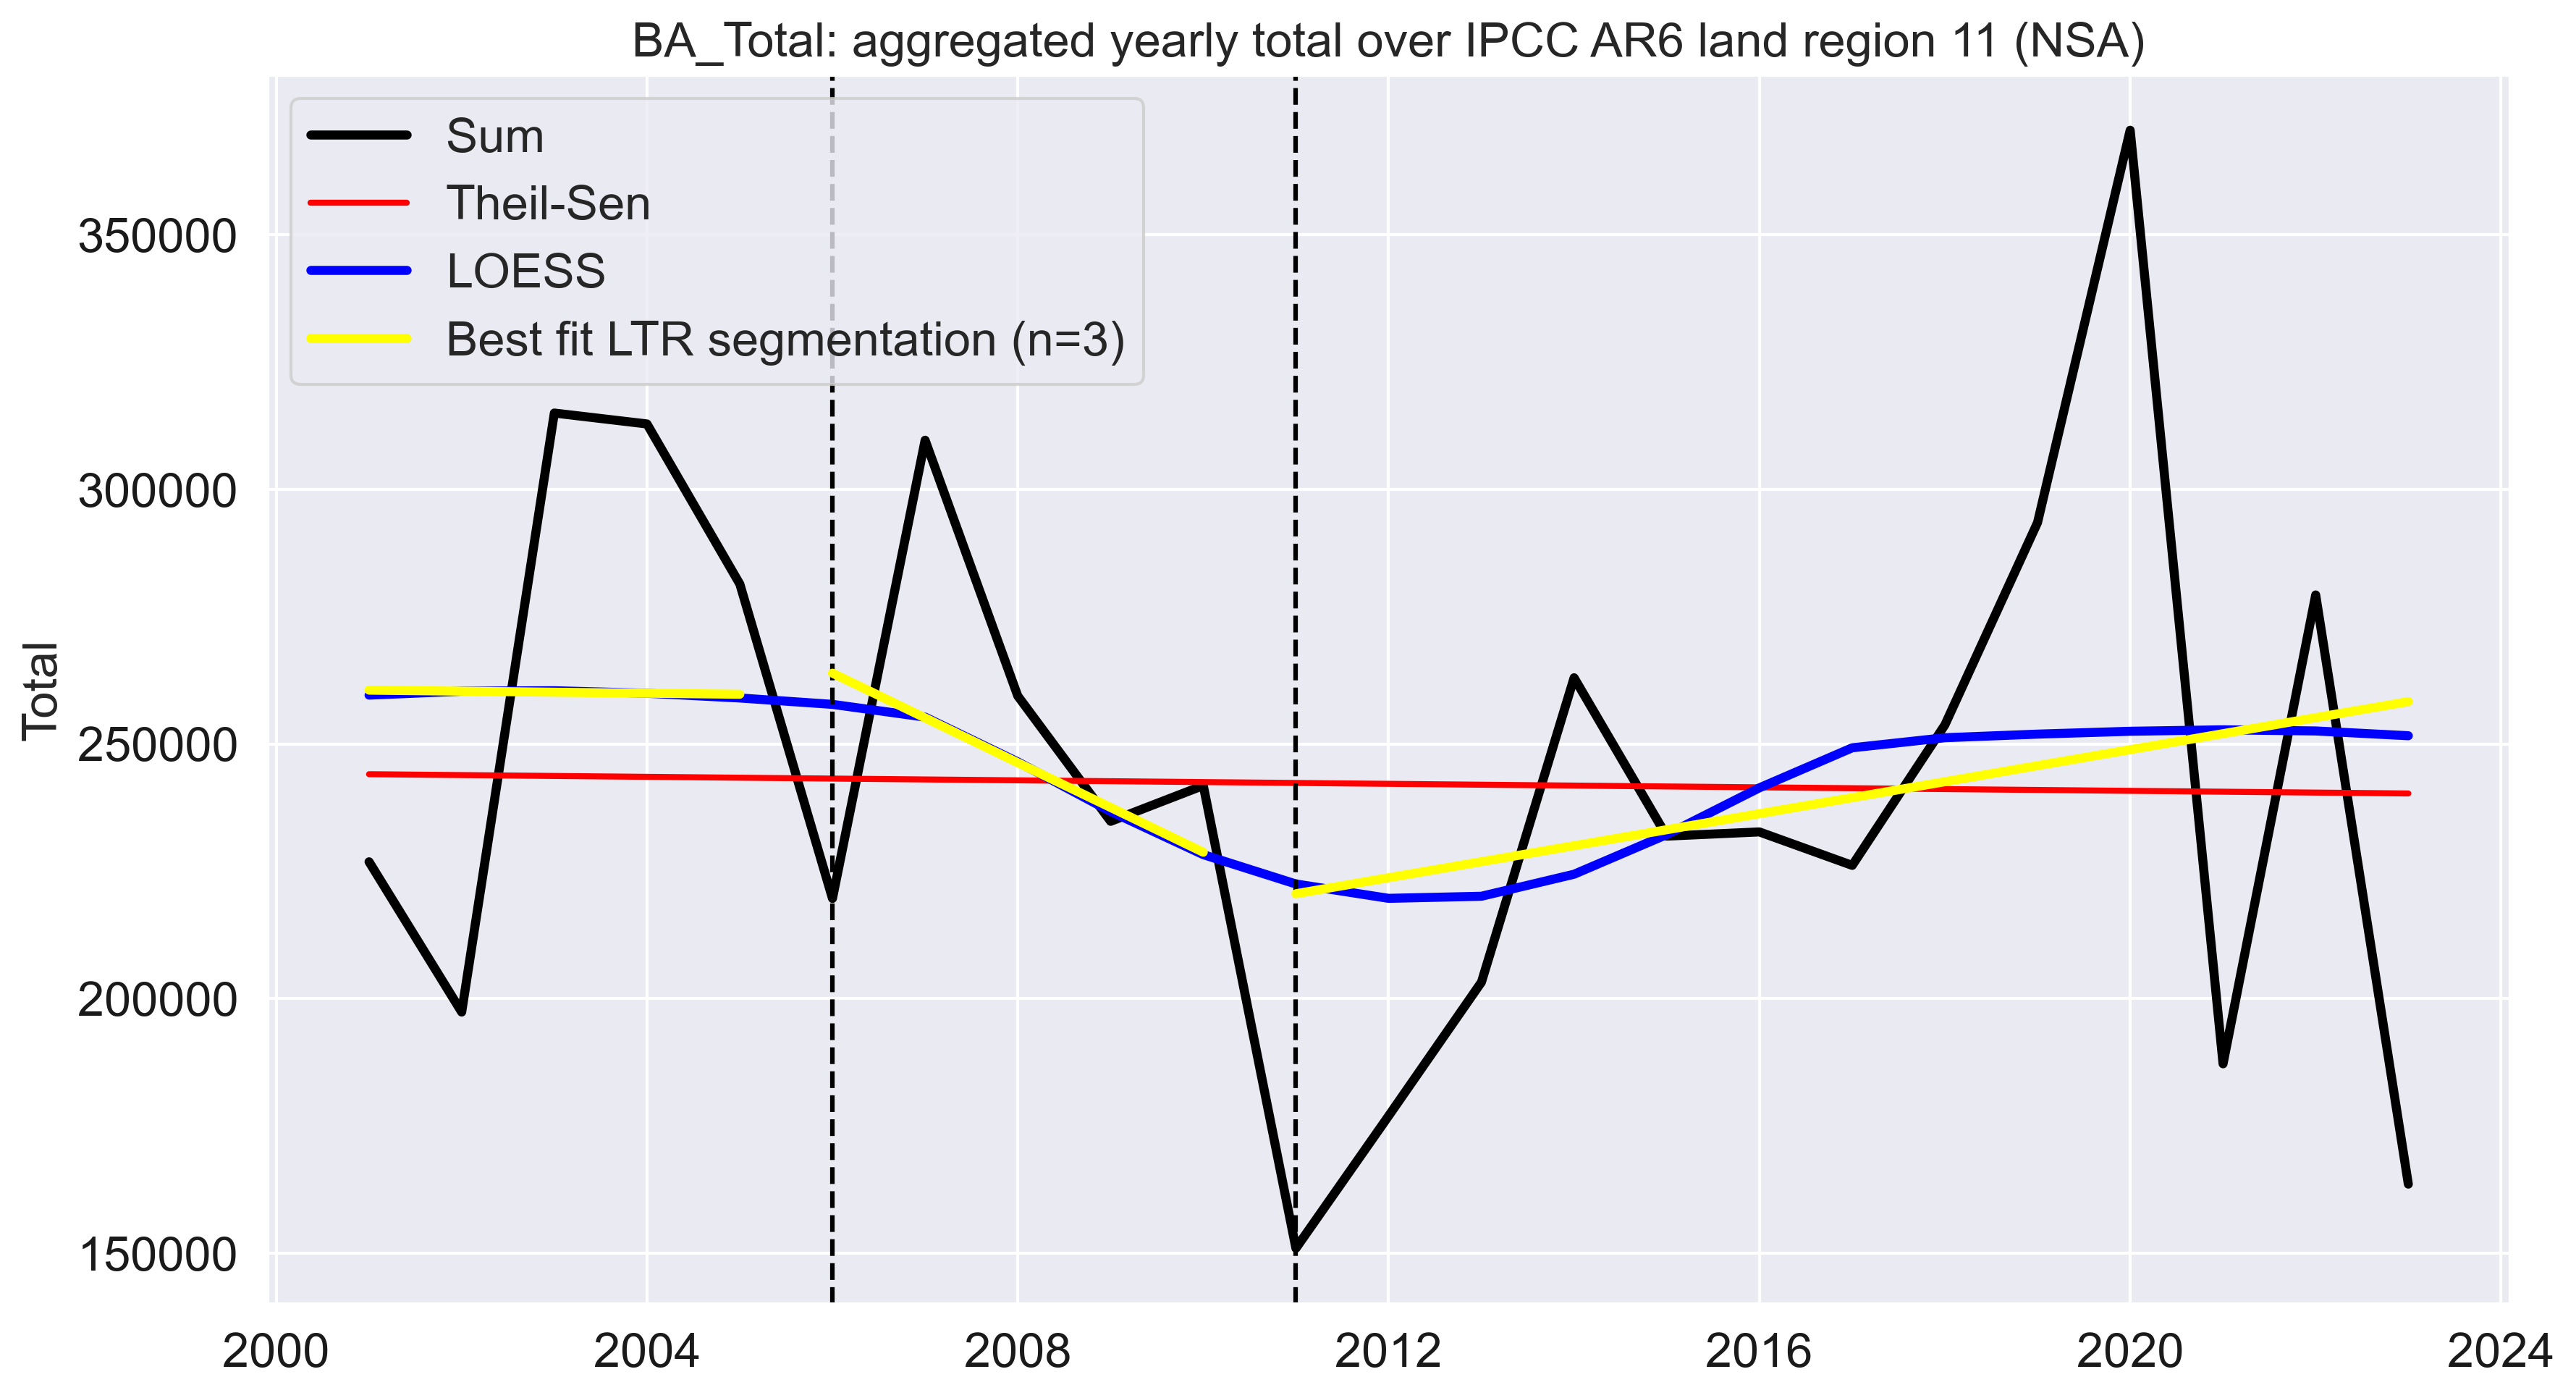 BA_Total: aggregated yearly total over IPCC AR6 land region 11 (NSA)
Sum
Theil-Sen
LOESS
Best fit LTR segmentation (n=3)
Total
350000
300000
250000
200000
150000
2000 2004 2008 2012 2016 2020 2024